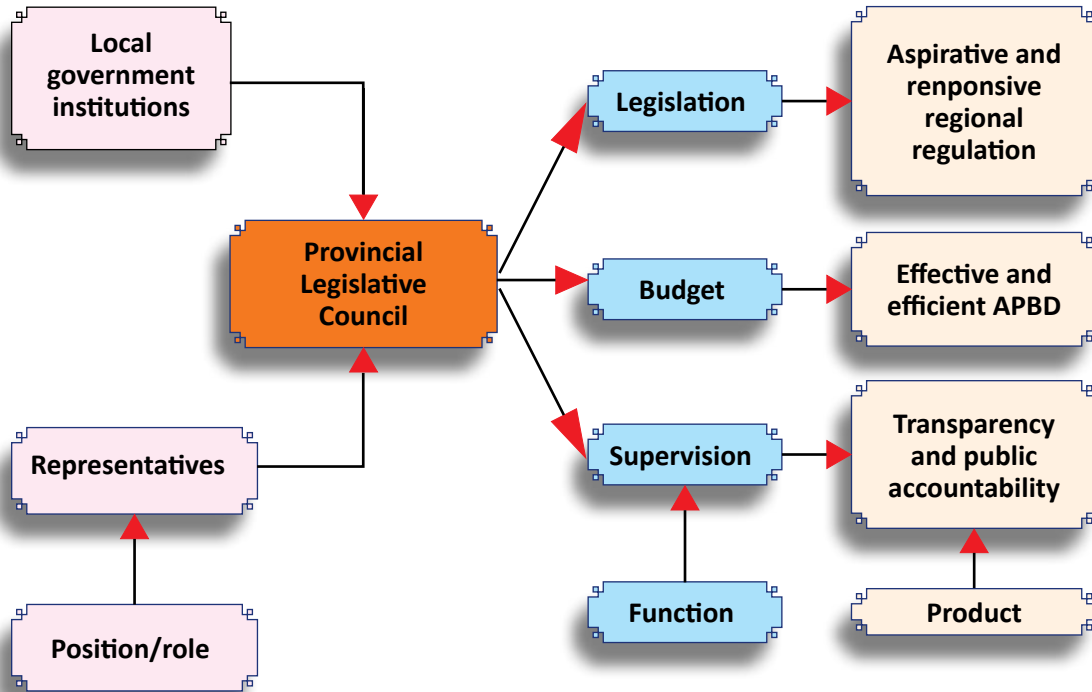 Local
government
institutions
Legislation
Aspirative and
renponsive
regional
regulation
Provincial
Legislative
Council
Budget
Effective and
efficient APBD
Representatives
Supervision
Transparency
and public
accountability
Position/role
Function
Product